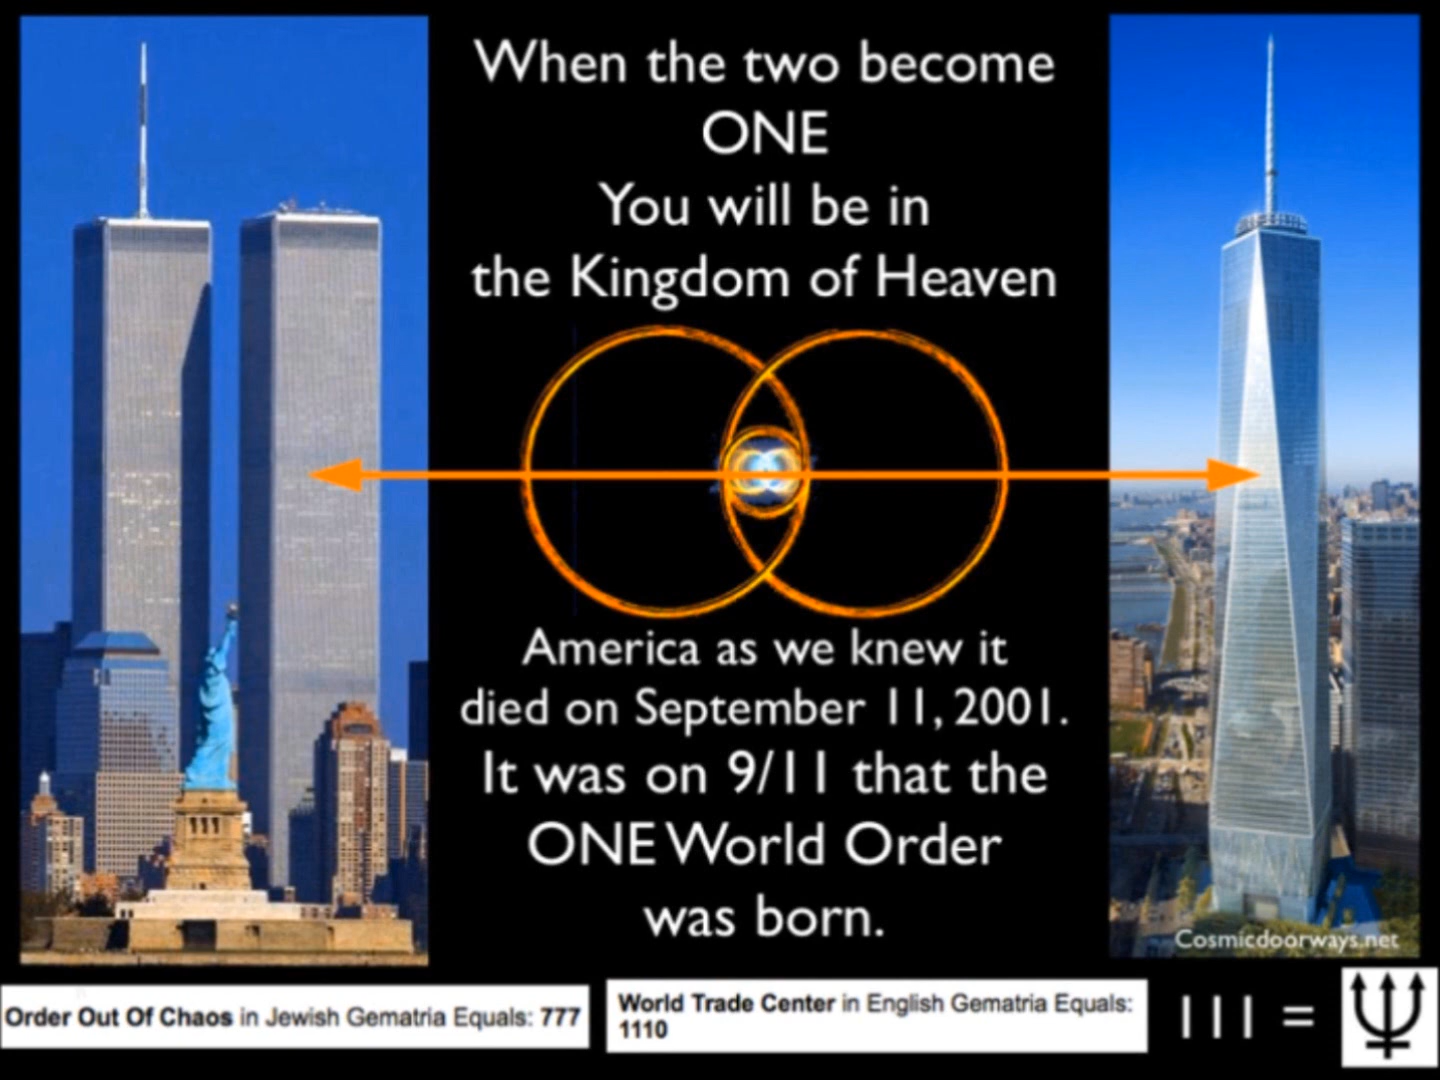 When the two become
ONE
You will be in
the Kingdom of Heaven
America as we knew it
died on September 11, 2001.
It was on 9/11 that the
ONE World Order
was born.
Cosmicdoorways.net
Order Out Of Chaos in Jewish Gematria Equals: 777
World Trade Center in English Gematria Equals:
1110
| | | =